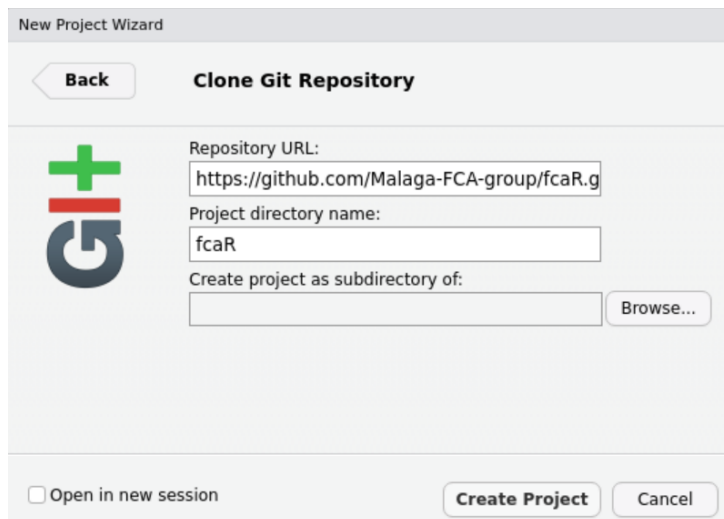 New Project Wizard
Back
Clone Git Repository
Repository URL:
https://github.com/Malaga-FCA-group/fcaR.g
Project directory name:
fcaR
Create project as subdirectory of:
Browse...
GIT
Open in new session
Create Project
Cancel